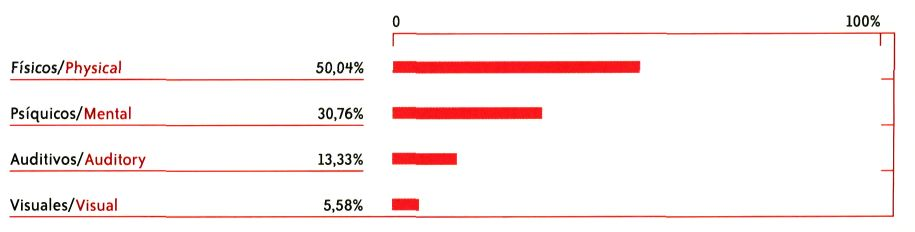 0 100%
Físicos/Physical 50,04%
Psíquicos/Mental 30,76%
Auditivos/Auditory 13,33%
Visuales/Visual 5,58%